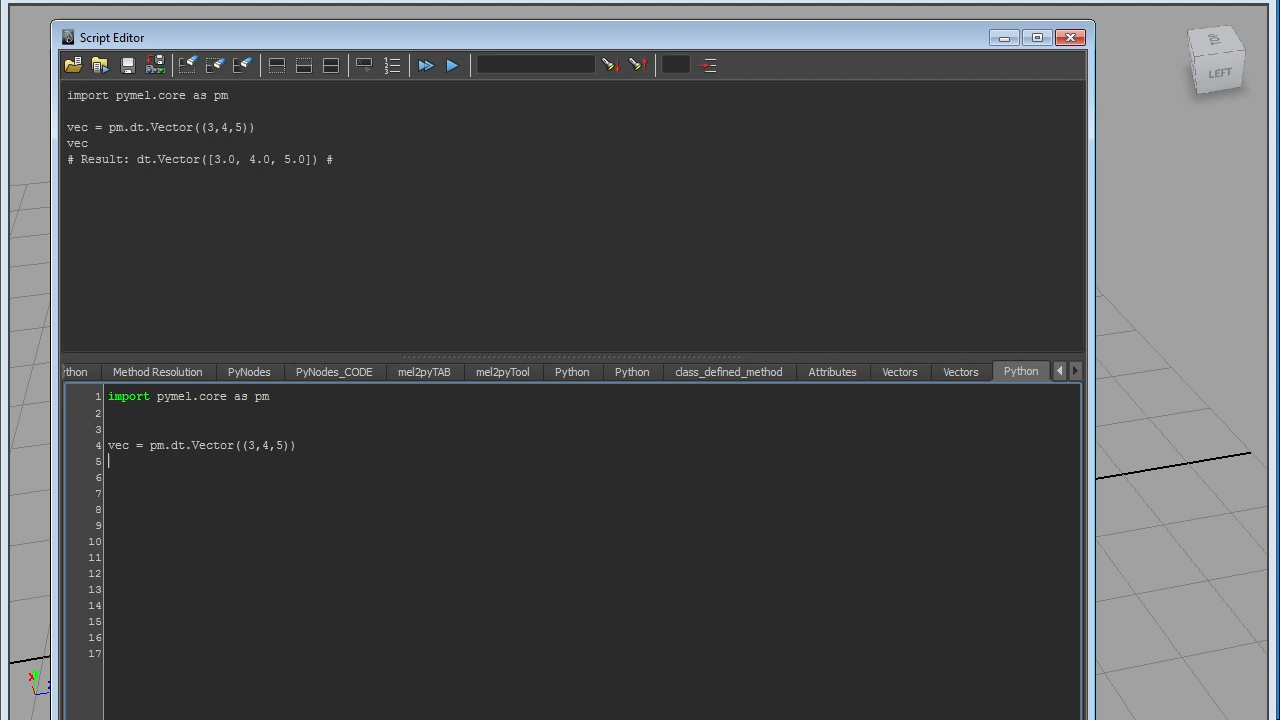 Script Editor
LEFT
import pymel.core as pm
vec = pm.dt.Vector((3,4,5))
vec
# Result: dt.Vector([3.0, 4.0, 5.0]) #
thon Method Resolution PyNodes PyNodes_CODE mel2pyTAB mel2pyTool Python Python class_defined_method Attributes Vectors Vectors Python
1 import pymel.core as pm
2
3
4 vec = pm.dt.Vector((3,4,5))
5
6
7
8
9
10
11
12
13
14
15
16
17